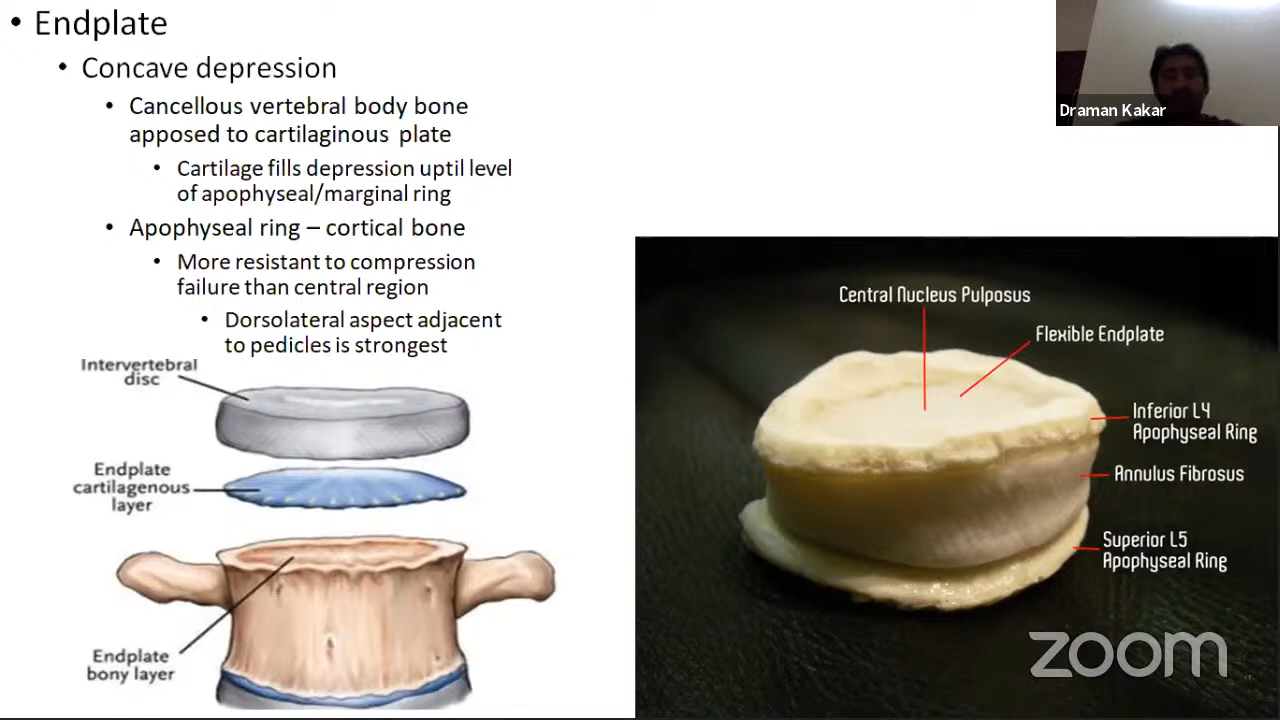 • Endplate
• Concave depression
• Cancellous vertebral body bone
apposed to cartilaginous plate
• Cartilage fills depression uptil level
of apophyseal/marginal ring
• Apophyseal ring – cortical bone
• More resistant to compression
failure than central region
• Dorsolateral aspect adjacent
to pedicles is strongest
Intervertebral
disc
Endplate
cartilagenous
layer
Endplate
bony layer
Draman Kakar
Central Nucleus Pulposus
Flexible Endplate
Inferior L4
Apophyseal Ring
Annulus Fibrosus
Superior L5
Apophyseal Ring
zoom